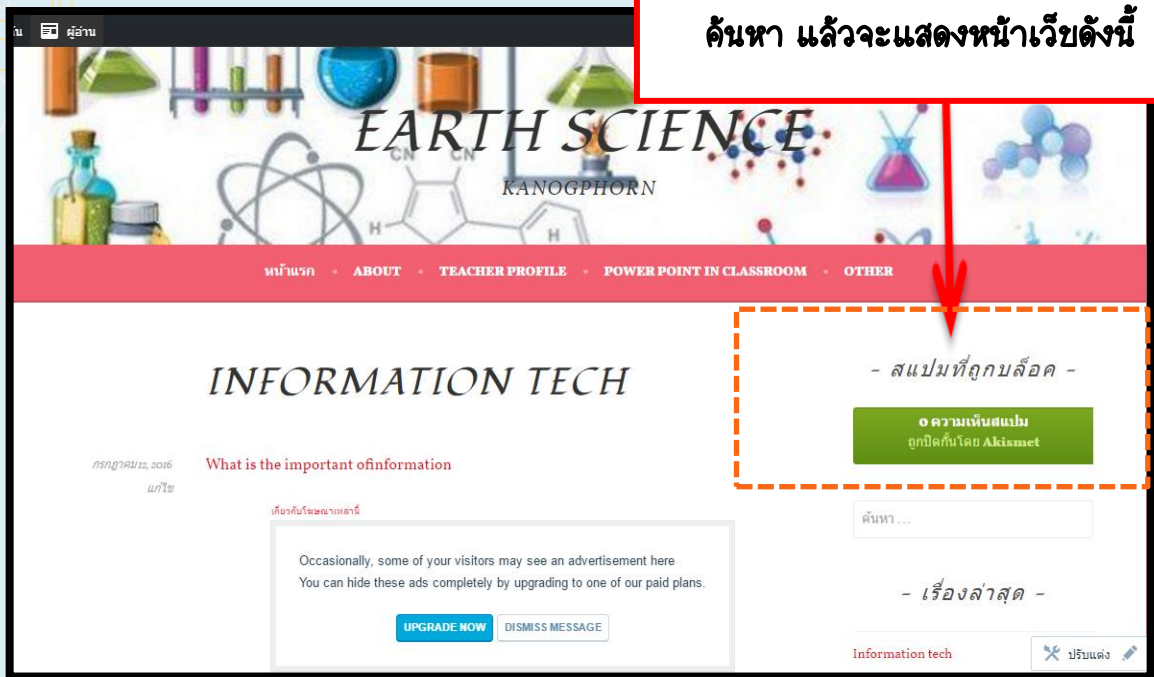 ค้นหา แล้วจะแสดงหน้าเว็บดังนี้
ผู้อ่าน
EARTH SCIENCE
KANOGPHORN
CN CN
H
H
หน้าแรก ABOUT TEACHER PROFILE POWER POINT IN CLASSROOM OTHER
INFORMATION TECH
- สแปมที่ถูกบล็อค -
0 ความเห็นสแปม
ถูกปิดกั้นโดย Akismet
กรกฎาคม 12, 2016
แก้ไข
What is the important ofinformation
เกี่ยวกับโฆษณาเหล่านี้
Occasionally, some of your visitors may see an advertisement here
You can hide these ads completely by upgrading to one of our paid plans.
UPGRADE NOW DISMISS MESSAGE
ค้นหา ...
- เรื่องล่าสุด -
Information tech
ปรับแต่ง